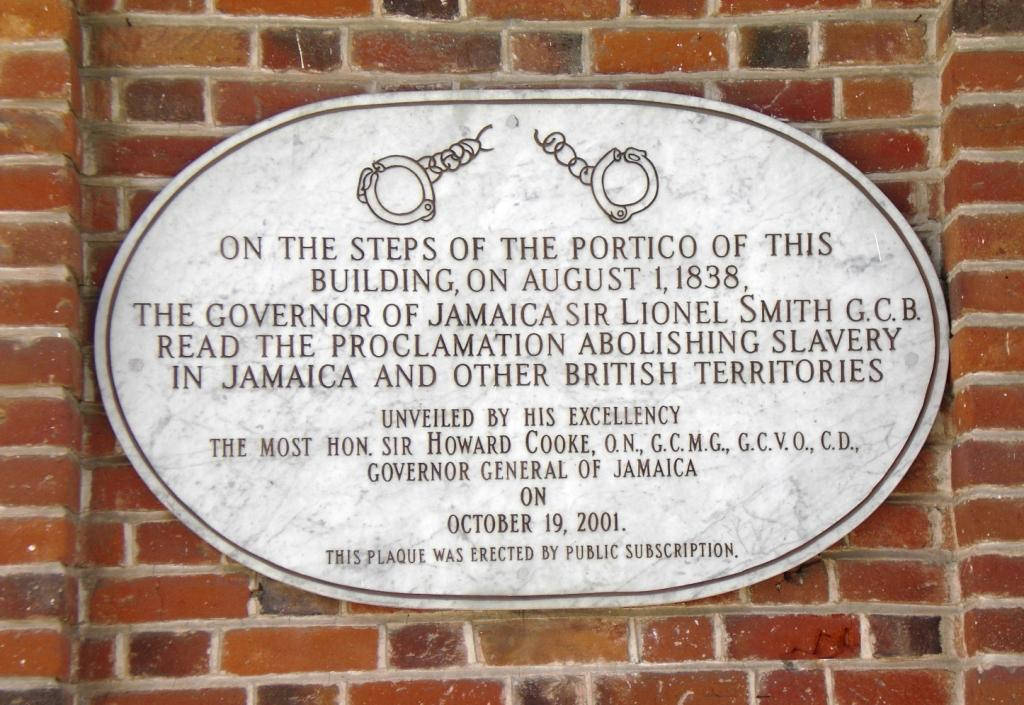 ON THE STEPS OF THE PORTICO OF THIS
BUILDING, ON AUGUST 1, 1838,
THE GOVERNOR OF JAMAICA SIR LIONEL SMITH G.C.B.
READ THE PROCLAMATION ABOLISHING SLAVERY
IN JAMAICA AND OTHER BRITISH TERRITORIES
UNVEILED BY HIS EXCELLENCY
THE MOST HON. SIR HOWARD COOKE, O.N., G.C.M.G., G.C.V.O., C.D.,
GOVERNOR GENERAL OF JAMAICA
ON
OCTOBER 19, 2001.
THIS PLAQUE WAS ERECTED BY PUBLIC SUBSCRIPTION.